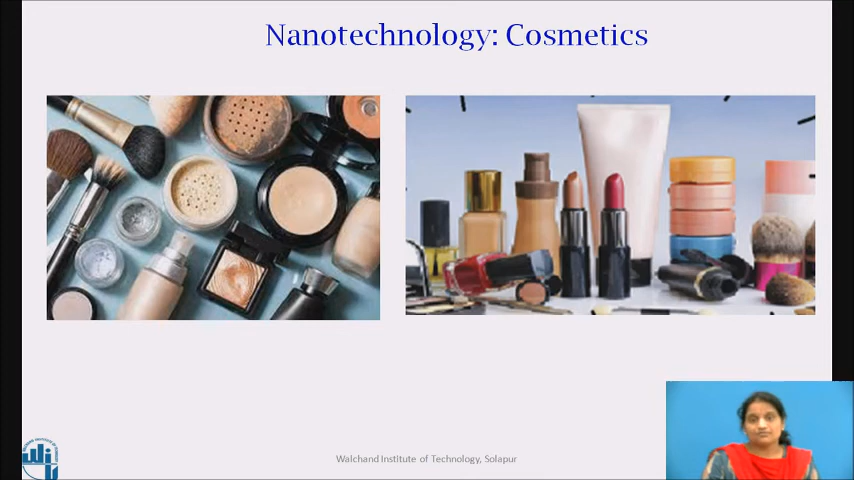 Nanotechnology: Cosmetics
Walchand Institute of Technology, Solapur